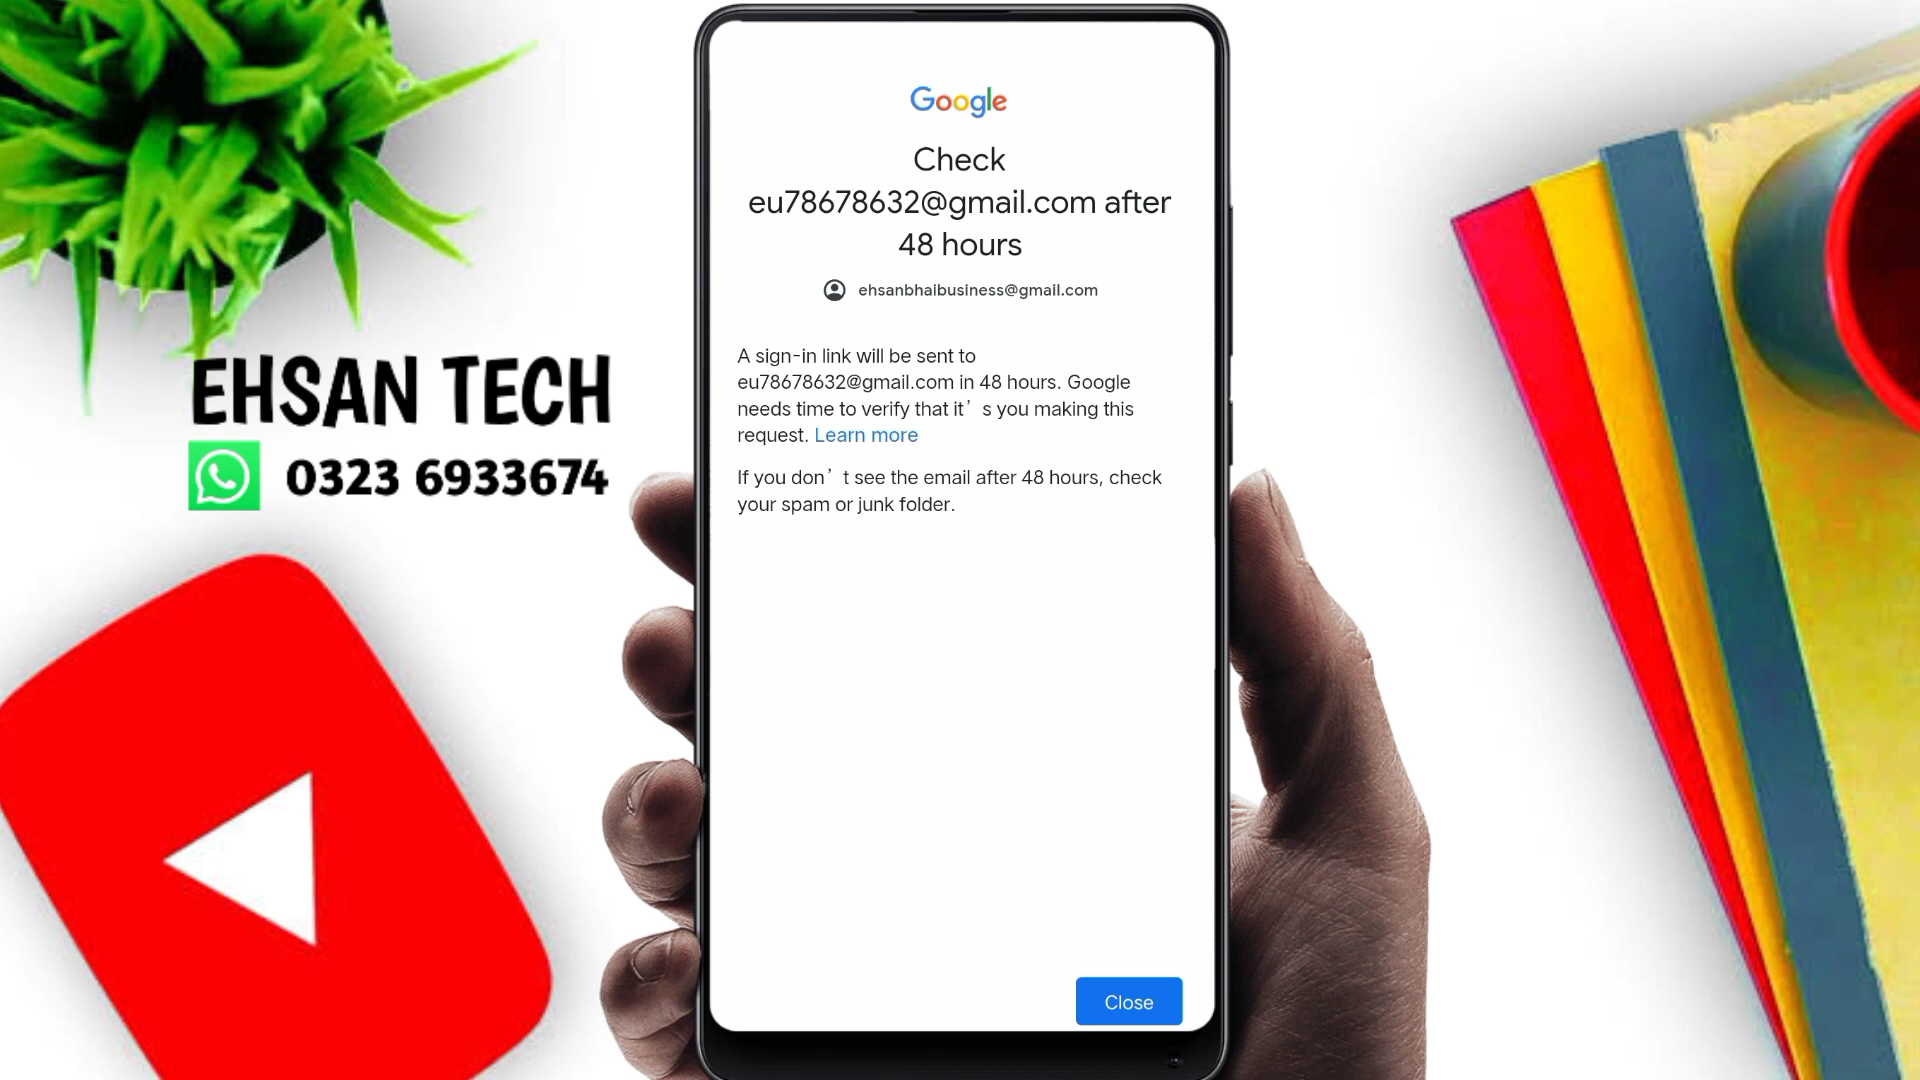 Google
Check
eu78678632@gmail.com after
48 hours
ehsanbhaibusiness@gmail.com
A sign-in link will be sent to
eu78678632@gmail.com in 48 hours. Google
needs time to verify that it’s you making this
request. Learn more
If you don’t see the email after 48 hours, check
your spam or junk folder.
Close
EHSAN TECH
0323 6933674